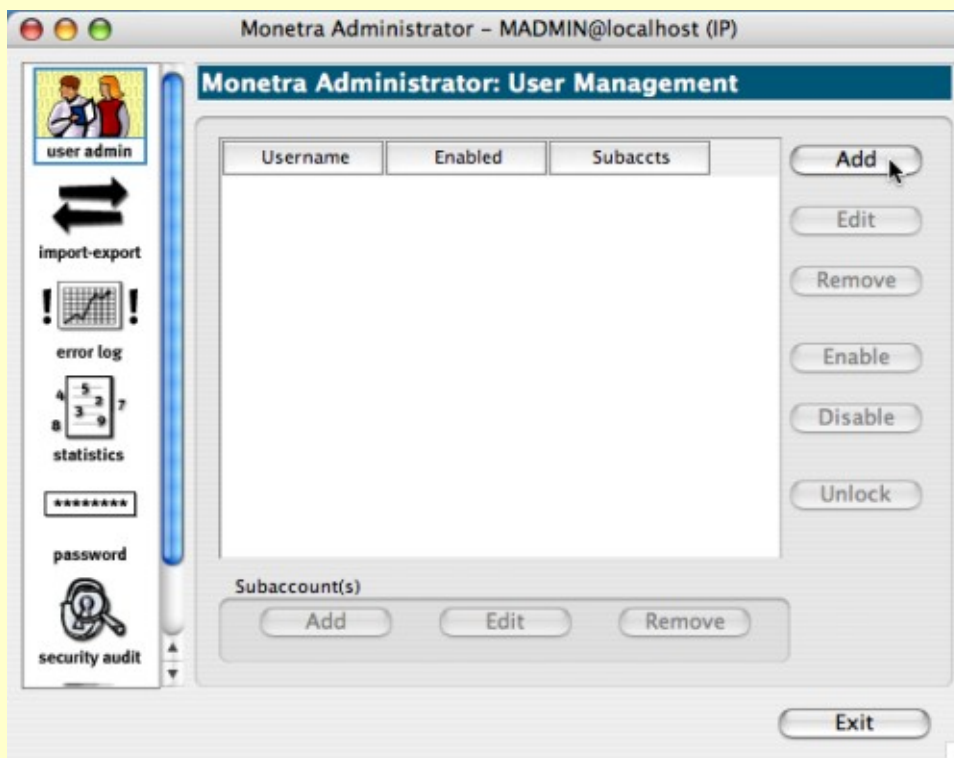 Monetra Administrator – MADMIN@localhost (IP)
Monetra Administrator: User Management
user admin
import-export
! !
error log
4 5 2 7
8 3 9
statistics
********
password
security audit
Username Enabled Subaccts
Add
Edit
Remove
Enable
Disable
Unlock
Subaccount(s)
Add Edit Remove
Exit